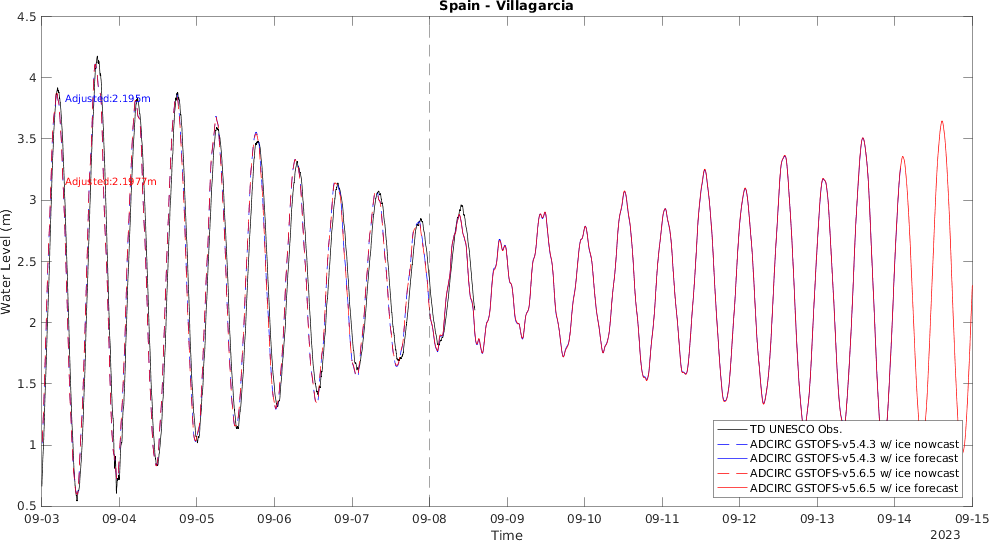 Spain - Villagarcia
4.5
4
3.5
3
2.5
2
1.5
1
0.5
Water Level (m)
Adjusted:2.195m
Adjusted:2.1977m
TD UNESCO Obs.
ADCIRC GSTOFS-v5.4.3 w/ ice nowcast
ADCIRC GSTOFS-v5.4.3 w/ ice forecast
ADCIRC GSTOFS-v5.6.5 w/ ice nowcast
ADCIRC GSTOFS-v5.6.5 w/ ice forecast
09-03 09-04 09-05 09-06 09-07 09-08 09-09 09-10 09-11 09-12 09-13 09-14 09-15
Time
2023